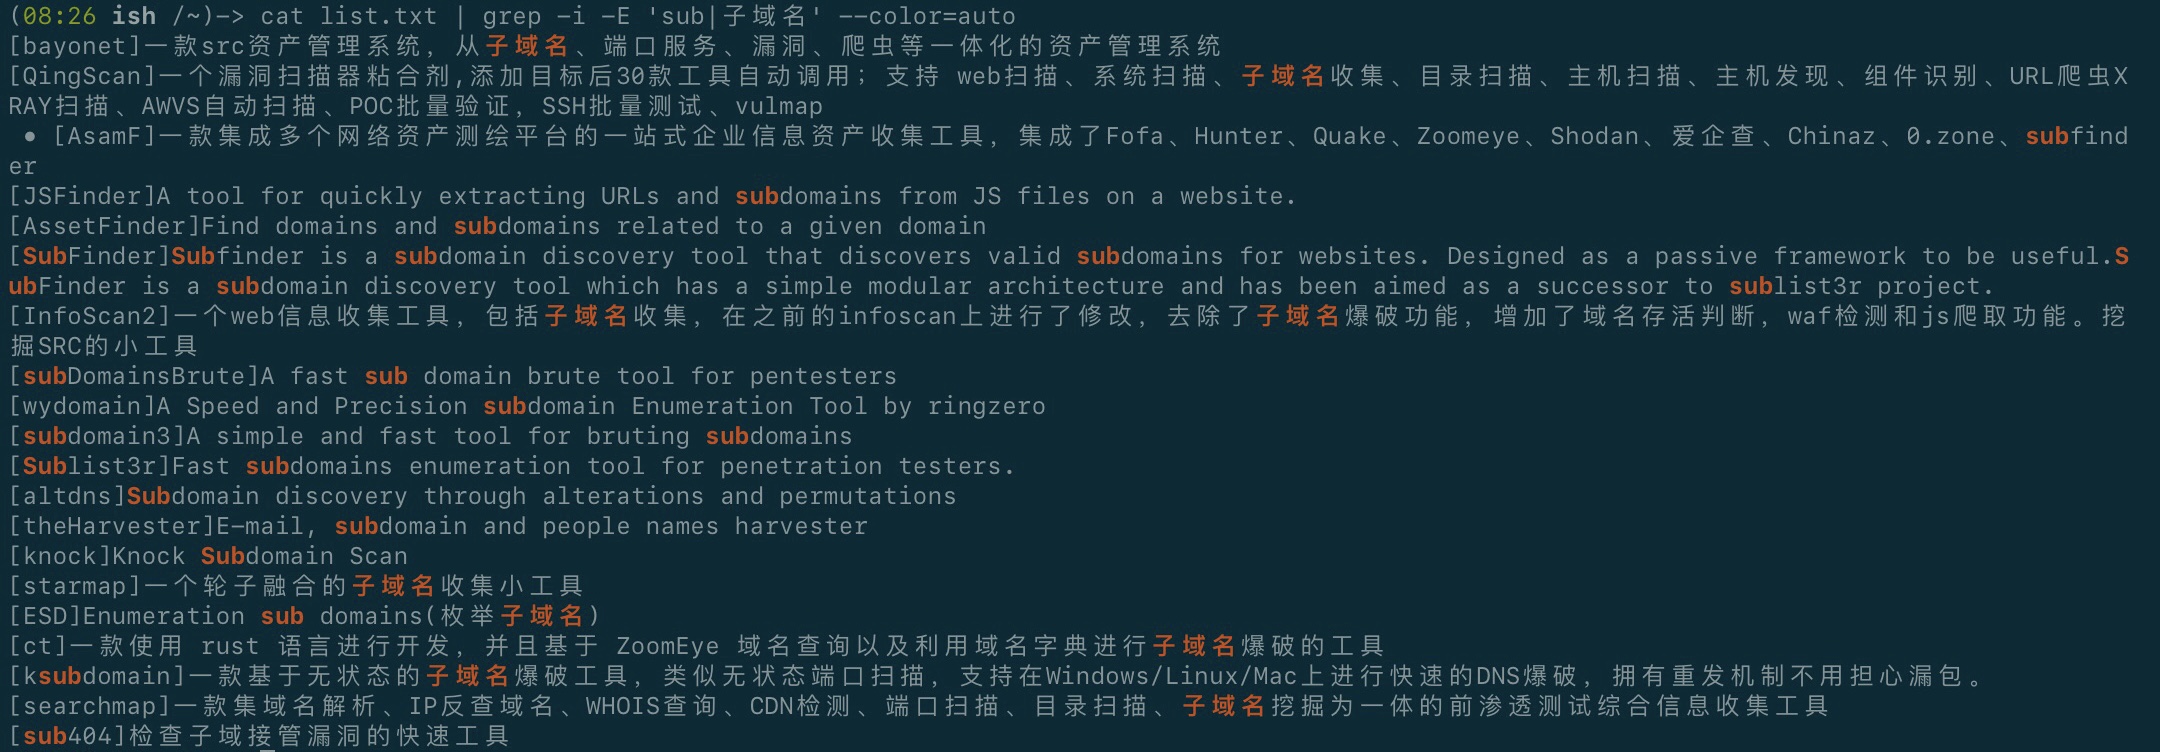 (08:26 ish /~)—> cat list.txt | grep -i -E 'sub|子域名' --color=auto
[bayonet]一款src资产管理系统，从子域名、端口服务、漏洞、爬虫等一体化的资产管理系统
[QingScan]一个漏洞扫描器粘合剂,添加目标后30款工具自动调用；支持 web扫描、系统扫描、子域名收集、目录扫描、主机扫描、主机发现、组件识别、URL爬虫X
RAY扫描、AWVS自动扫描、POC批量验证，SSH批量测试、vulmap
 • [AsamF]一款集成多个网络资产测绘平台的一站式企业信息资产收集工具，集成了Fofa、Hunter、Quake、Zoomeye、Shodan、爱企查、Chinaz、0.zone、subfind
er
[JSFinder]A tool for quickly extracting URLs and subdomains from JS files on a website.
[AssetFinder]Find domains and subdomains related to a given domain
[SubFinder]Subfinder is a subdomain discovery tool that discovers valid subdomains for websites. Designed as a passive framework to be useful.S
ubFinder is a subdomain discovery tool which has a simple modular architecture and has been aimed as a successor to sublist3r project.
[InfoScan2]一个web信息收集工具，包括子域名收集，在之前的infoscan上进行了修改，去除了子域名爆破功能，增加了域名存活判断，waf检测和js爬取功能。挖
掘SRC的小工具
[subDomainsBrute]A fast sub domain brute tool for pentesters
[wydomain]A Speed and Precision subdomain Enumeration Tool by ringzero
[subdomain3]A simple and fast tool for bruting subdomains
[Sublist3r]Fast subdomains enumeration tool for penetration testers.
[altdns]Subdomain discovery through alterations and permutations
[theHarvester]E-mail, subdomain and people names harvester
[knock]Knock Subdomain Scan
[starmap]一个轮子融合的子域名收集小工具
[ESD]Enumeration sub domains(枚举子域名)
[ct]一款使用 rust 语言进行开发，并且基于 ZoomEye 域名查询以及利用域名字典进行子域名爆破的工具
[ksubdomain]一款基于无状态的子域名爆破工具，类似无状态端口扫描，支持在Windows/Linux/Mac上进行快速的DNS爆破，拥有重发机制不用担心漏包。
[searchmap]一款集域名解析、IP反查域名、WHOIS查询、CDN检测、端口扫描、目录扫描、子域名挖掘为一体的前渗透测试综合信息收集工具
[sub404]检查子域接管漏洞的快速工具